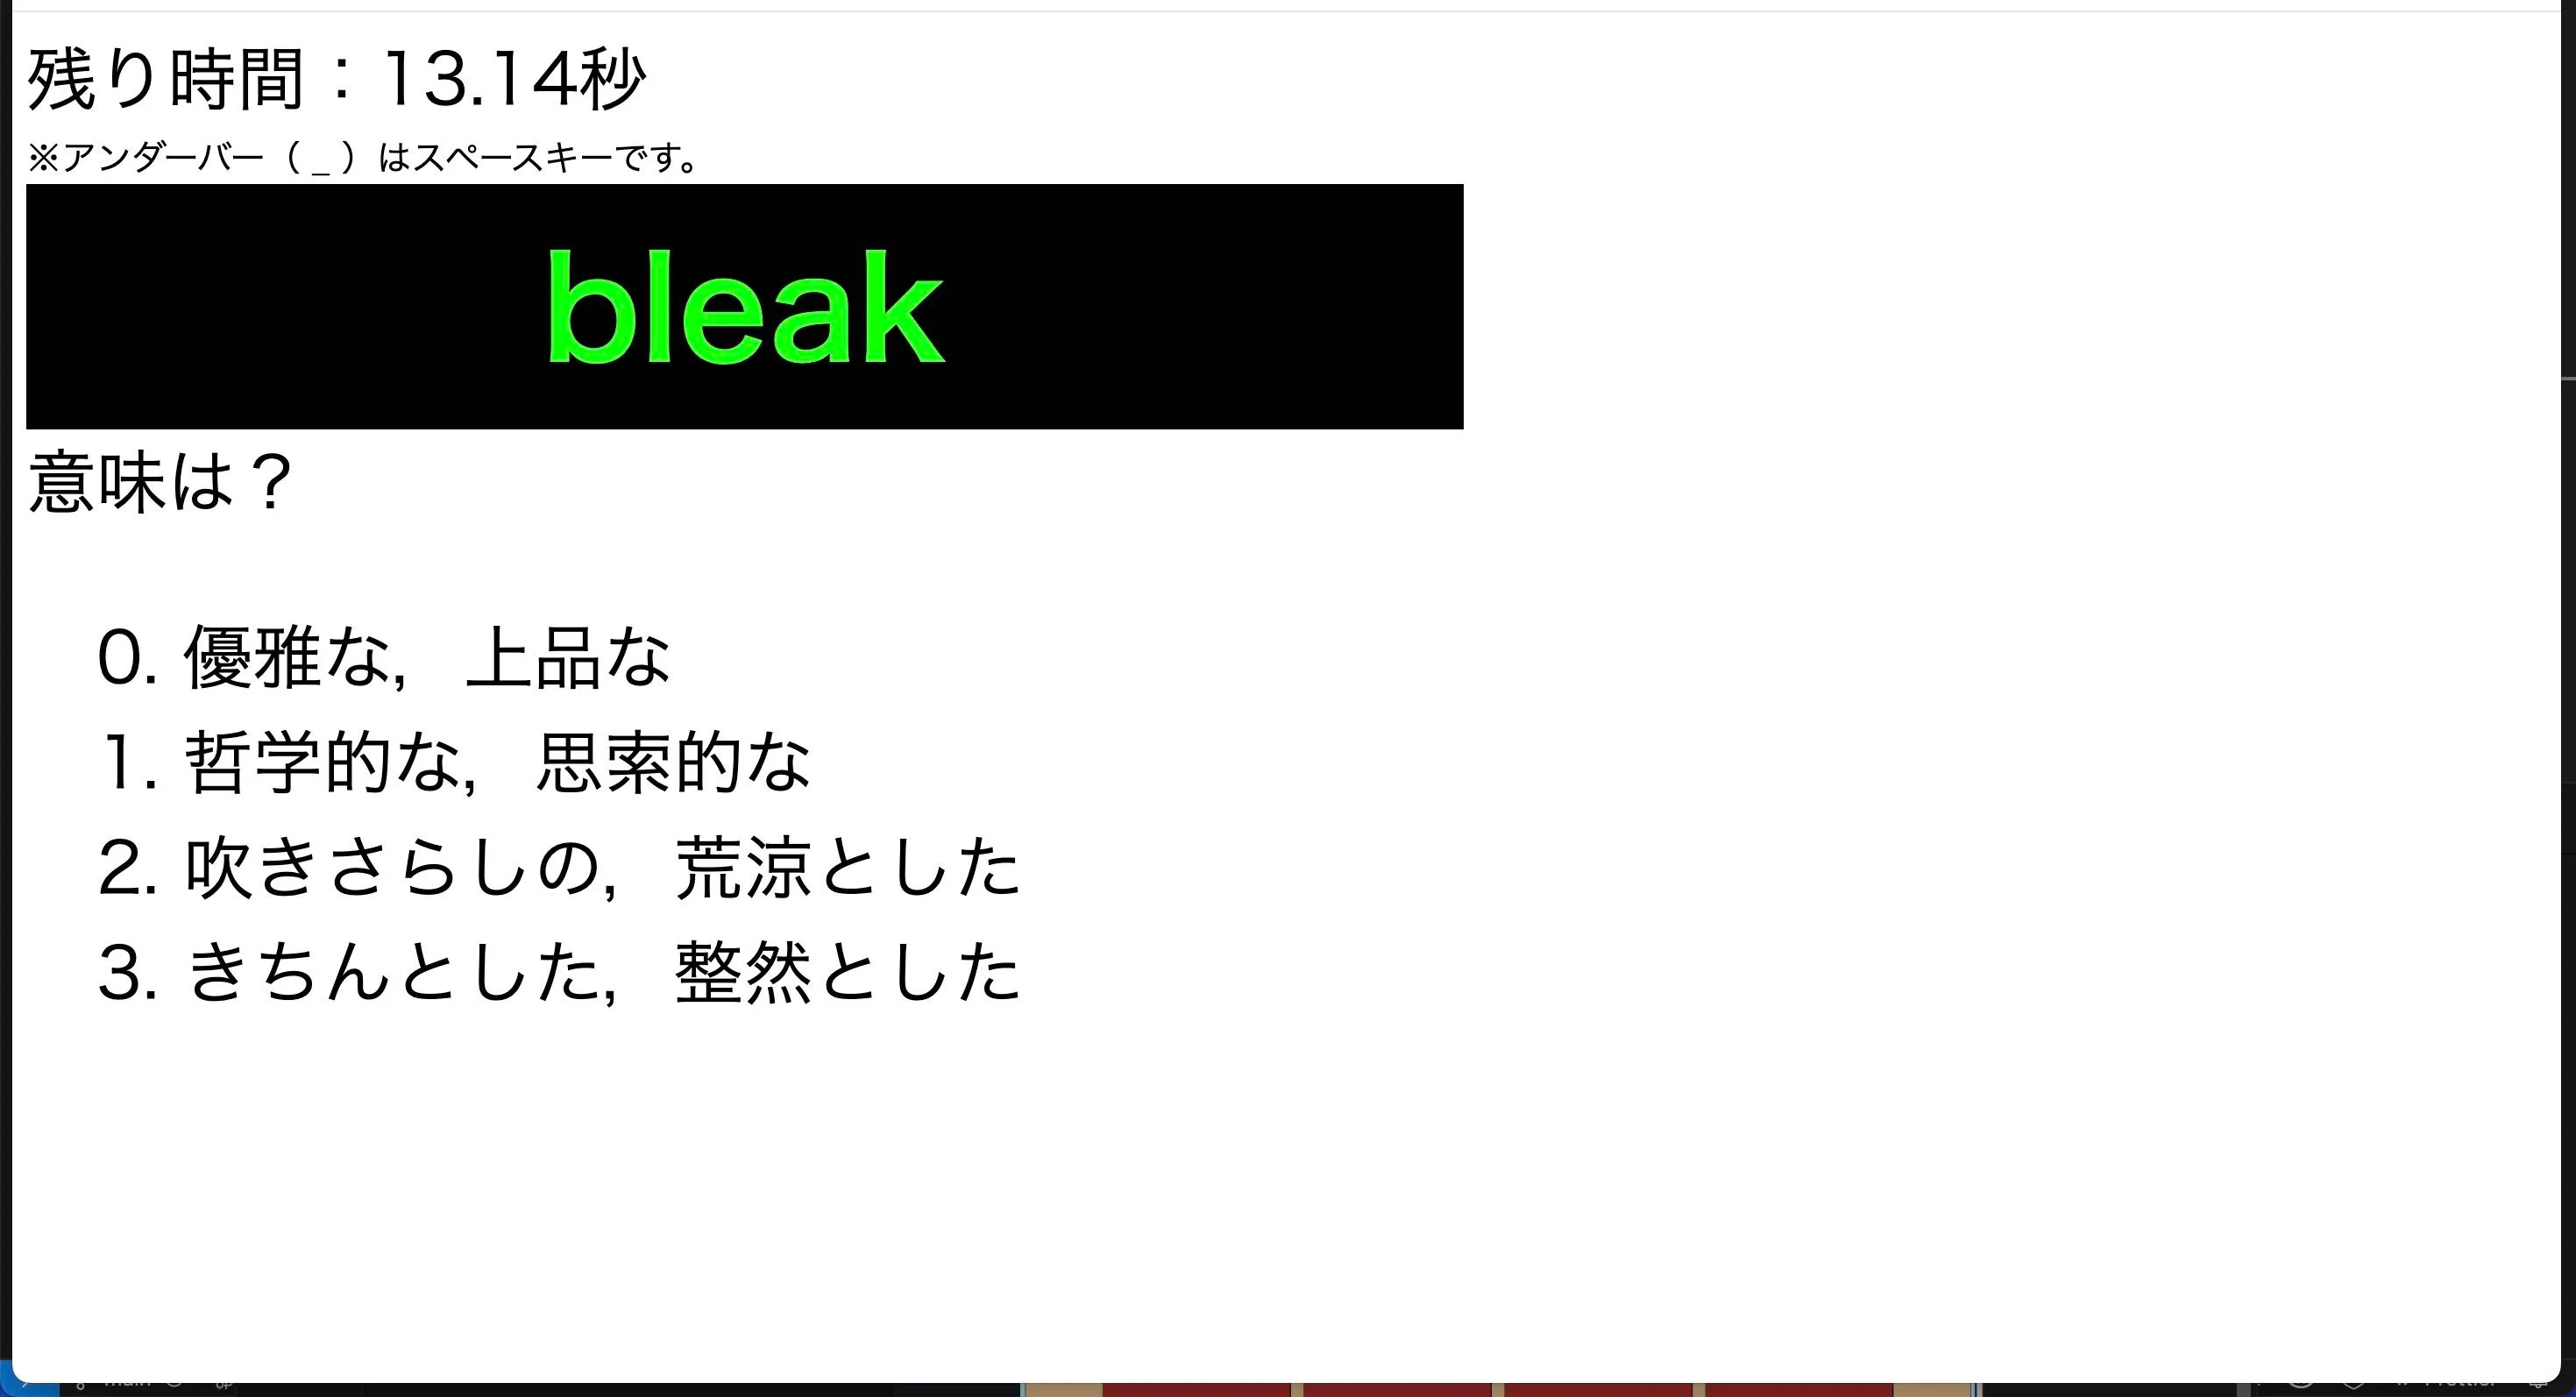 残り時間：13.14秒
※アンダーバー（ _ ）はスペースキーです。
bleak
意味は？
0. 優雅な，上品な
1. 哲学的な，思索的な
2. 吹きさらしの，荒涼とした
3. きちんとした，整然とした